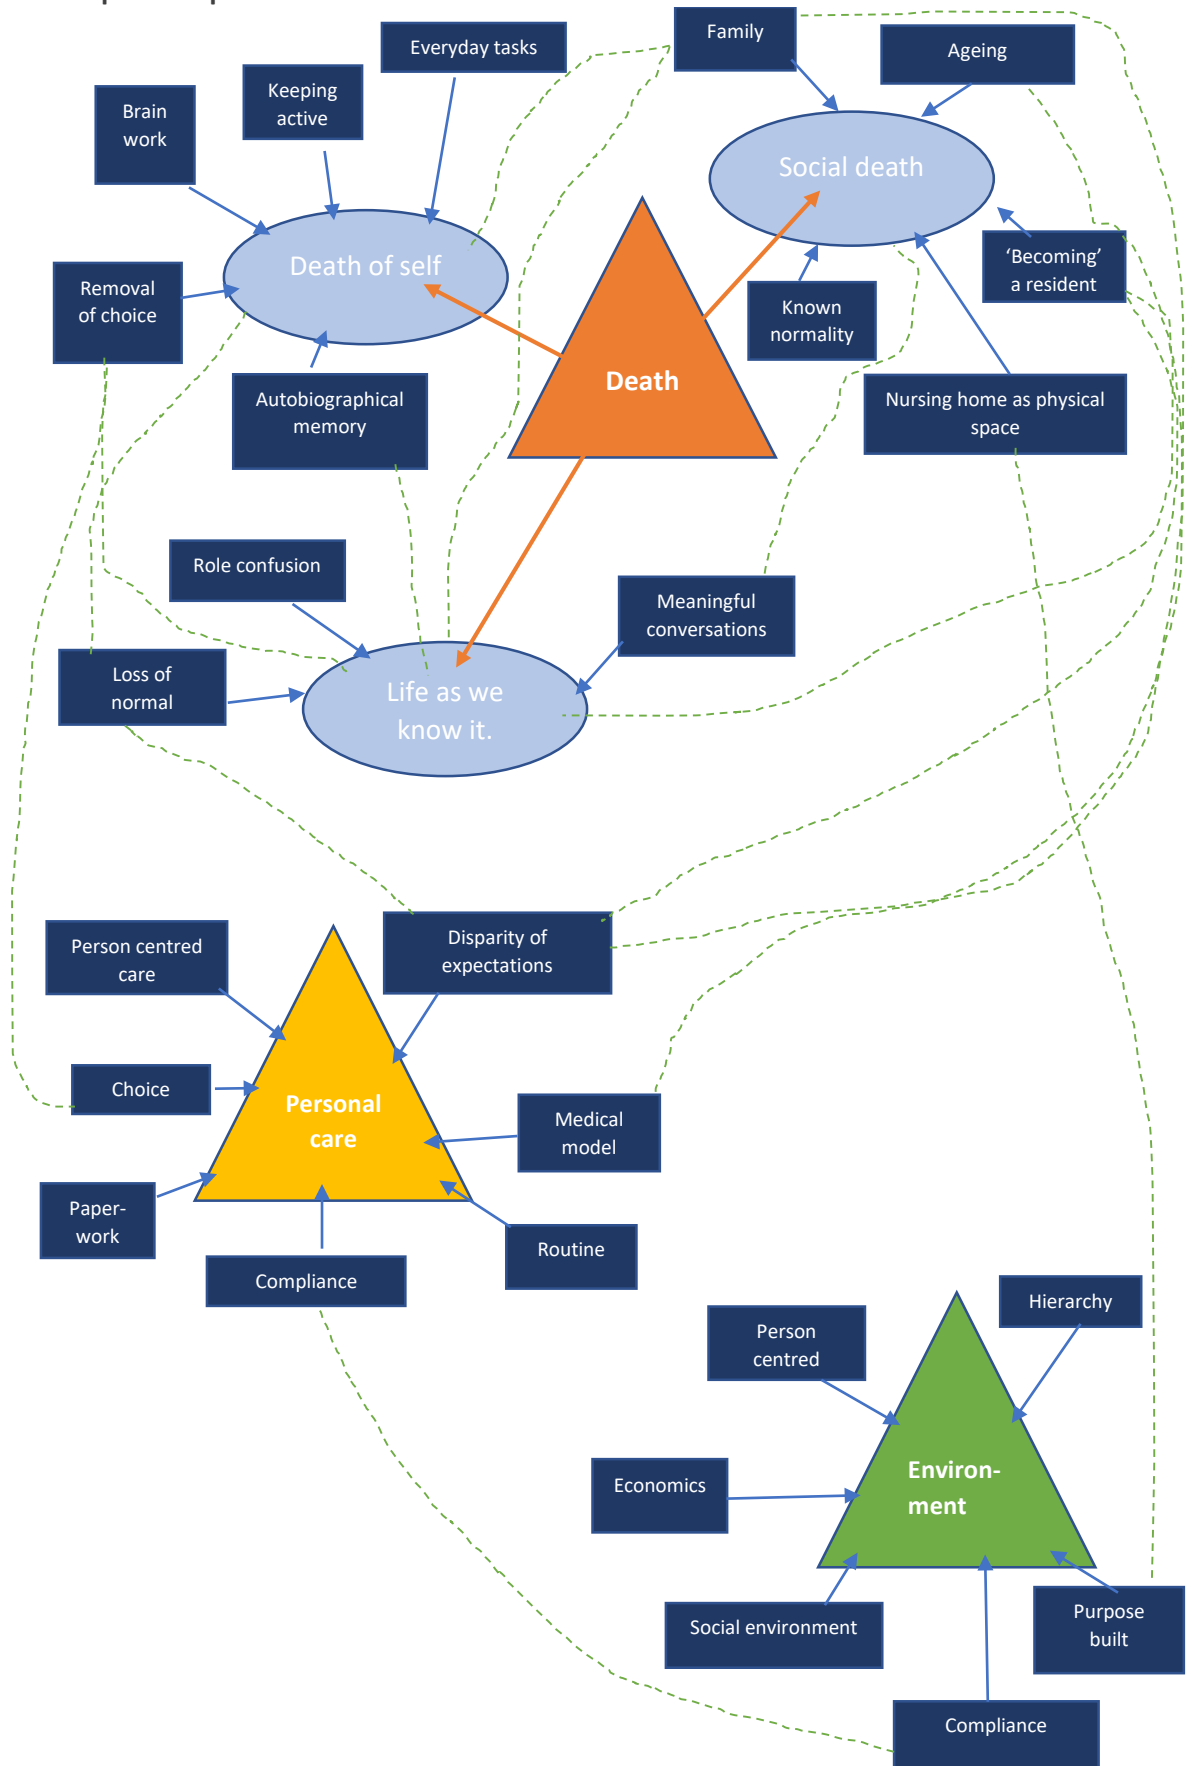 Family
Ageing
Everyday tasks
Keeping
active
Brain
work
Social death
Death of self
'Becoming'
a resident
Removal
of choice
Known
normality
Death
Autobiographical
memory
Nursing home as physical
space
Role confusion
Meaningful
conversations
Loss of
normal
Life as we
know it.
Person centred
care
Disparity of
expectations
Choice
Personal
care
Medical
model
Paper-
work
Routine
Compliance
Hierarchy
Person
centred
Economics
Environ-
ment
Social environment
Purpose
built
Compliance